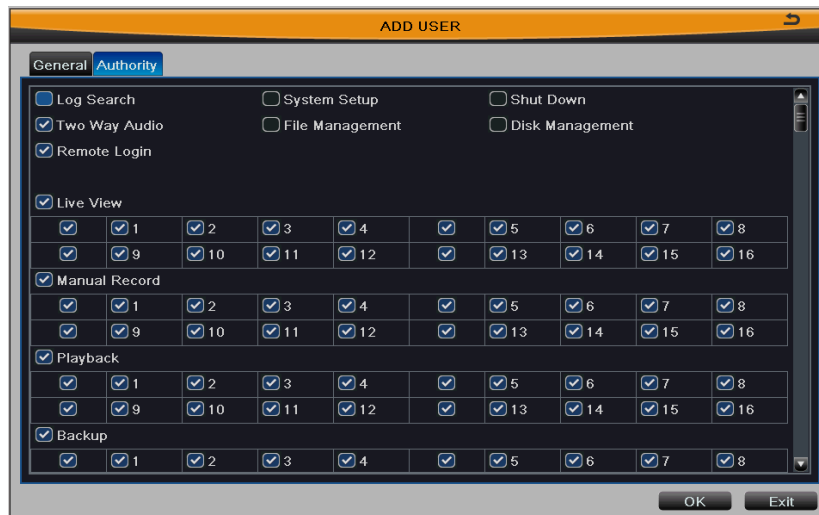 ADD USER
General Authority
Log Search System Setup Shut Down
Two Way Audio File Management Disk Management
Remote Login
Live View
1 2 3 4 5 6 7 8
9 10 11 12 13 14 15 16
Manual Record
1 2 3 4 5 6 7 8
9 10 11 12 13 14 15 16
Playback
1 2 3 4 5 6 7 8
9 10 11 12 13 14 15 16
Backup
1 2 3 4 5 6 7 8
OK Exit